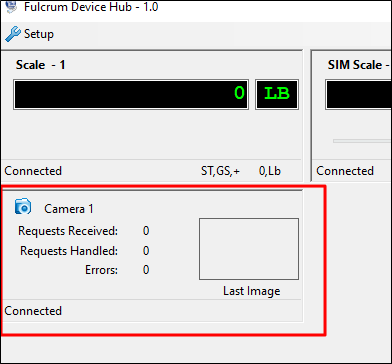 Fulcrum Device Hub - 1.0
Setup
Scale - 1
0 LB
Connected ST,GS,+ 0,Lb
SIM Scale -
Connected
Camera 1
Requests Received: 0
Requests Handled: 0
Errors: 0
Last Image
Connected